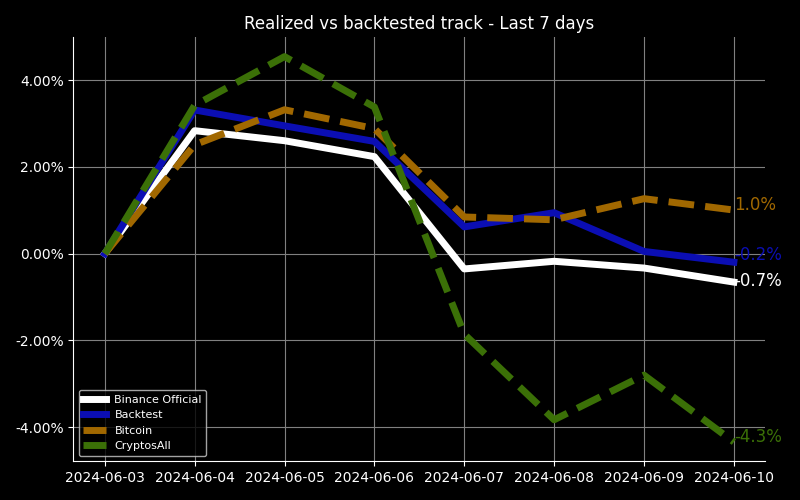 Realized vs backtested track - Last 7 days
4.00%
2.00%
0.00%
-2.00%
-4.00%
1.0%
-0.2%
-0.7%
-4.3%
Binance Official
Backtest
Bitcoin
CryptosAll
2024-06-03 2024-06-04 2024-06-05 2024-06-06 2024-06-07 2024-06-08 2024-06-09 2024-06-10